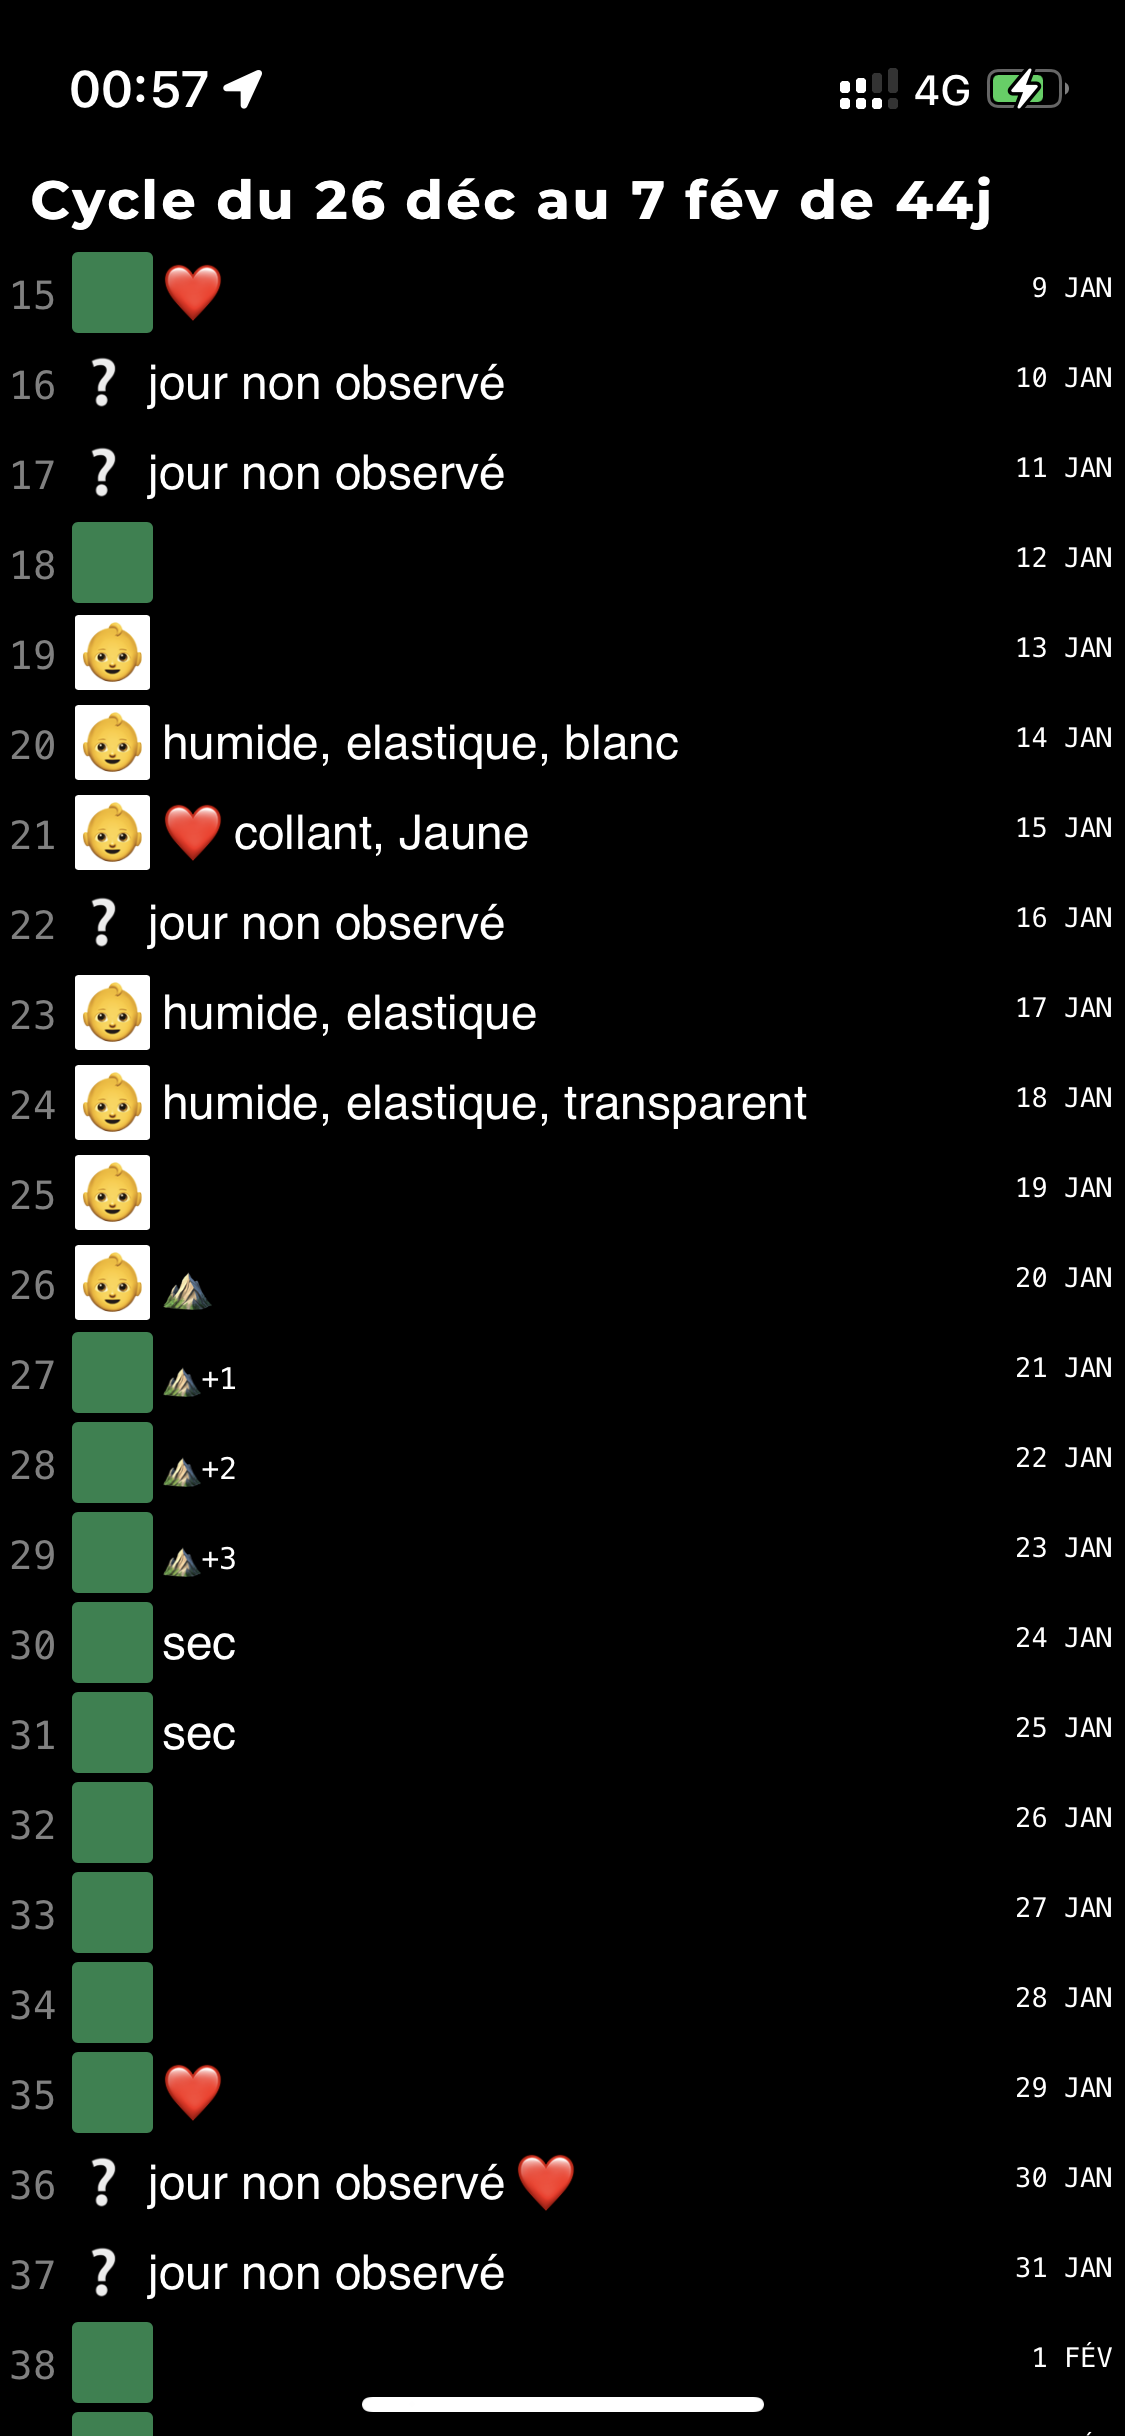 00:57 4G
Cycle du 26 déc au 7 fév de 44j
15 9 JAN
16 ? jour non observé 10 JAN
17 ? jour non observé 11 JAN
18 12 JAN
19 13 JAN
20 humide, elastique, blanc 14 JAN
21 collant, Jaune 15 JAN
22 ? jour non observé 16 JAN
23 humide, elastique 17 JAN
24 humide, elastique, transparent 18 JAN
25 19 JAN
26 20 JAN
27 +1 21 JAN
28 +2 22 JAN
29 +3 23 JAN
30 sec 24 JAN
31 sec 25 JAN
32 26 JAN
33 27 JAN
34 28 JAN
35 29 JAN
36 ? jour non observé 30 JAN
37 ? jour non observé 31 JAN
38 1 FÉV